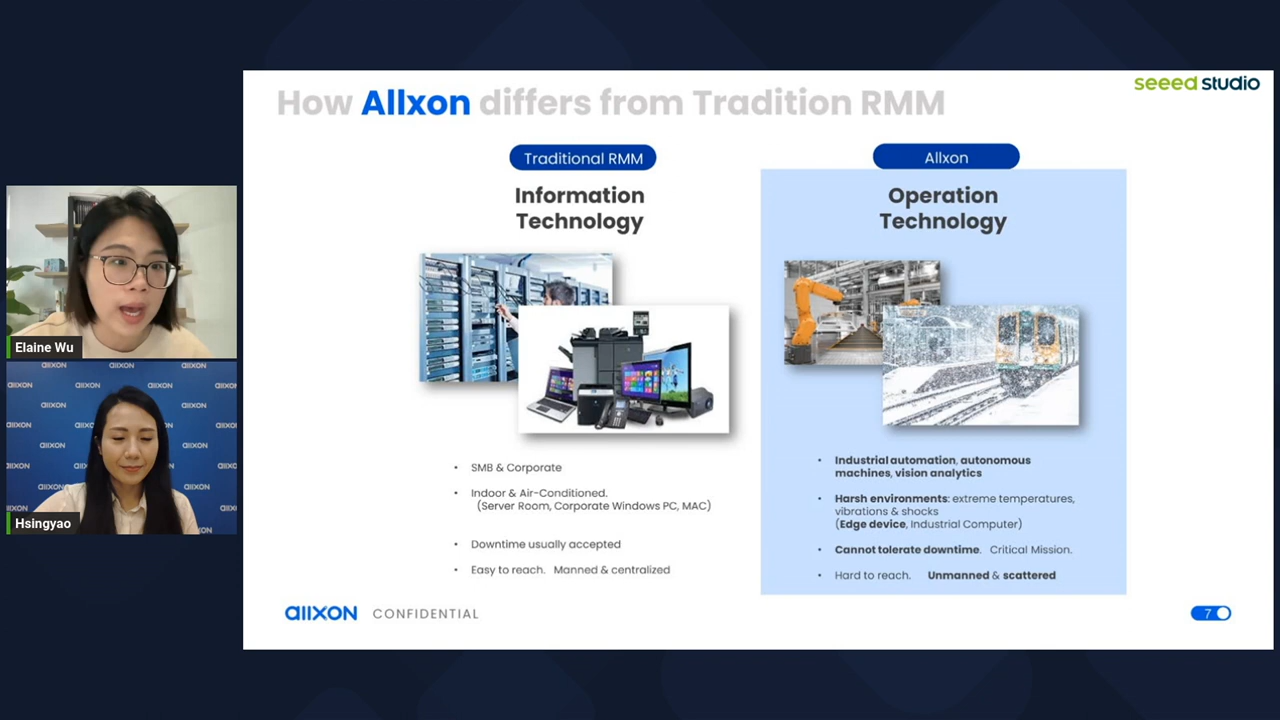 seeed studio
How Allxon differs from Tradition RMM
Traditional RMM
Information
Technology
• SMB & Corporate
• Indoor & Air-Conditioned.
(Server Room, Corporate Windows PC, MAC)
• Downtime usually accepted
• Easy to reach. Manned & centralized
Allxon
Operation
Technology
• Industrial automation, autonomous
machines, vision analytics
• Harsh environments: extreme temperatures,
vibrations & shocks
(Edge device, Industrial Computer)
• Cannot tolerate downtime. Critical Mission.
• Hard to reach. Unmanned & scattered
allxon CONFIDENTIAL
7
Elaine Wu
Hsingyao